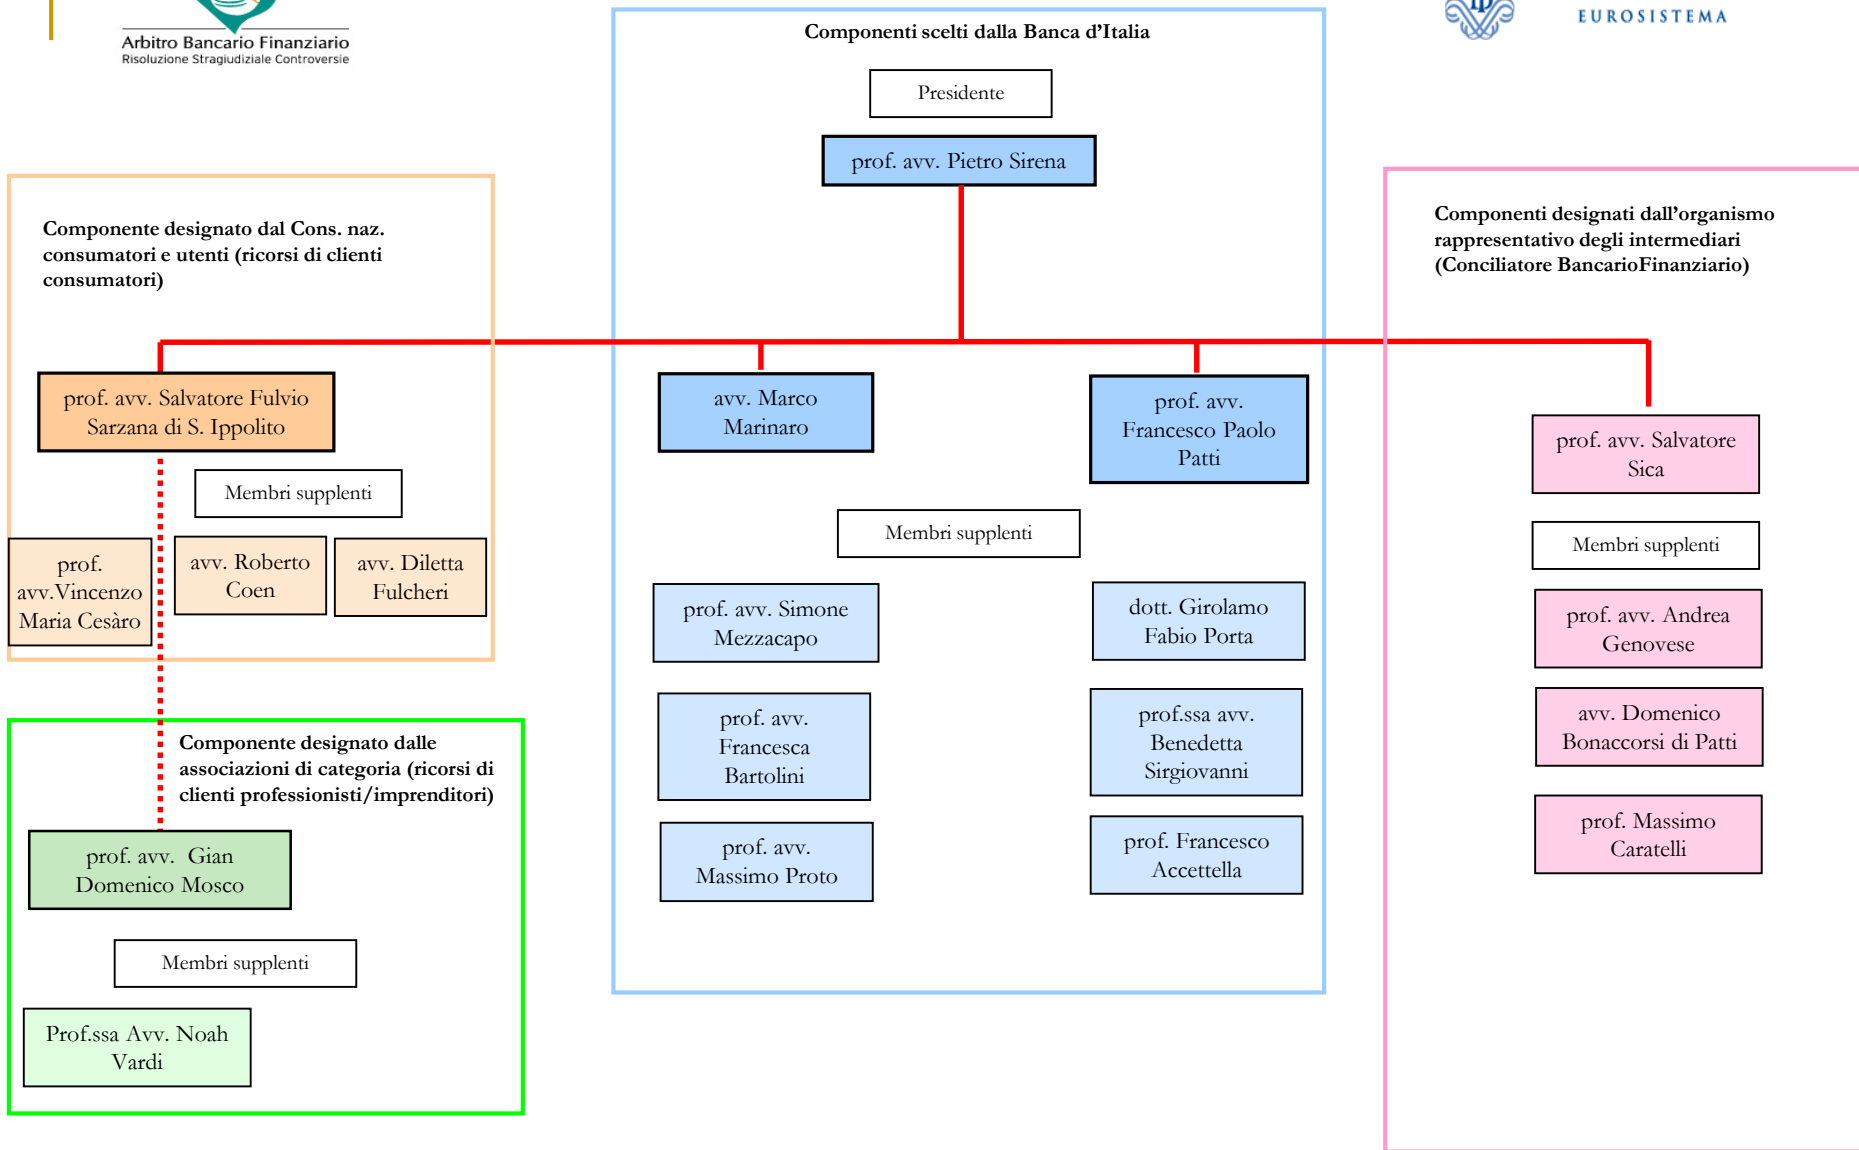 Arbitro Bancario Finanziario
Risoluzione Stragiudiziale Controversie
EUROSISTEMA
Componenti scelti dalla Banca d'Italia
Presidente
prof. avv. Pietro Sirena
Componente designato dal Cons. naz.
consumatori e utenti (ricorsi di clienti
consumatori)
prof. avv. Salvatore Fulvio
Sarzana di S. Ippolito
Membri supplenti
prof.
avv.Vincenzo
Maria Cesàro
avv. Roberto
Coen
avv. Diletta
Fulcheri
Componente designato dalle
associazioni di categoria (ricorsi di
clienti professionisti/imprenditori)
prof. avv. Gian
Domenico Mosco
Membri supplenti
Prof.ssa Avv. Noah
Vardi
avv. Marco
Marinaro
prof. avv.
Francesco Paolo
Patti
Membri supplenti
prof. avv. Simone
Mezzacapo
dott. Girolamo
Fabio Porta
prof. avv.
Francesca
Bartolini
prof.ssa avv.
Benedetta
Sirgiovanni
prof. avv.
Massimo Proto
prof. Francesco
Accettella
Componenti designati dall'organismo
rappresentativo degli intermediari
(Conciliatore BancarioFinanziario)
prof. avv. Salvatore
Sica
Membri supplenti
prof. avv. Andrea
Genovese
avv. Domenico
Bonaccorsi di Patti
prof. Massimo
Caratelli